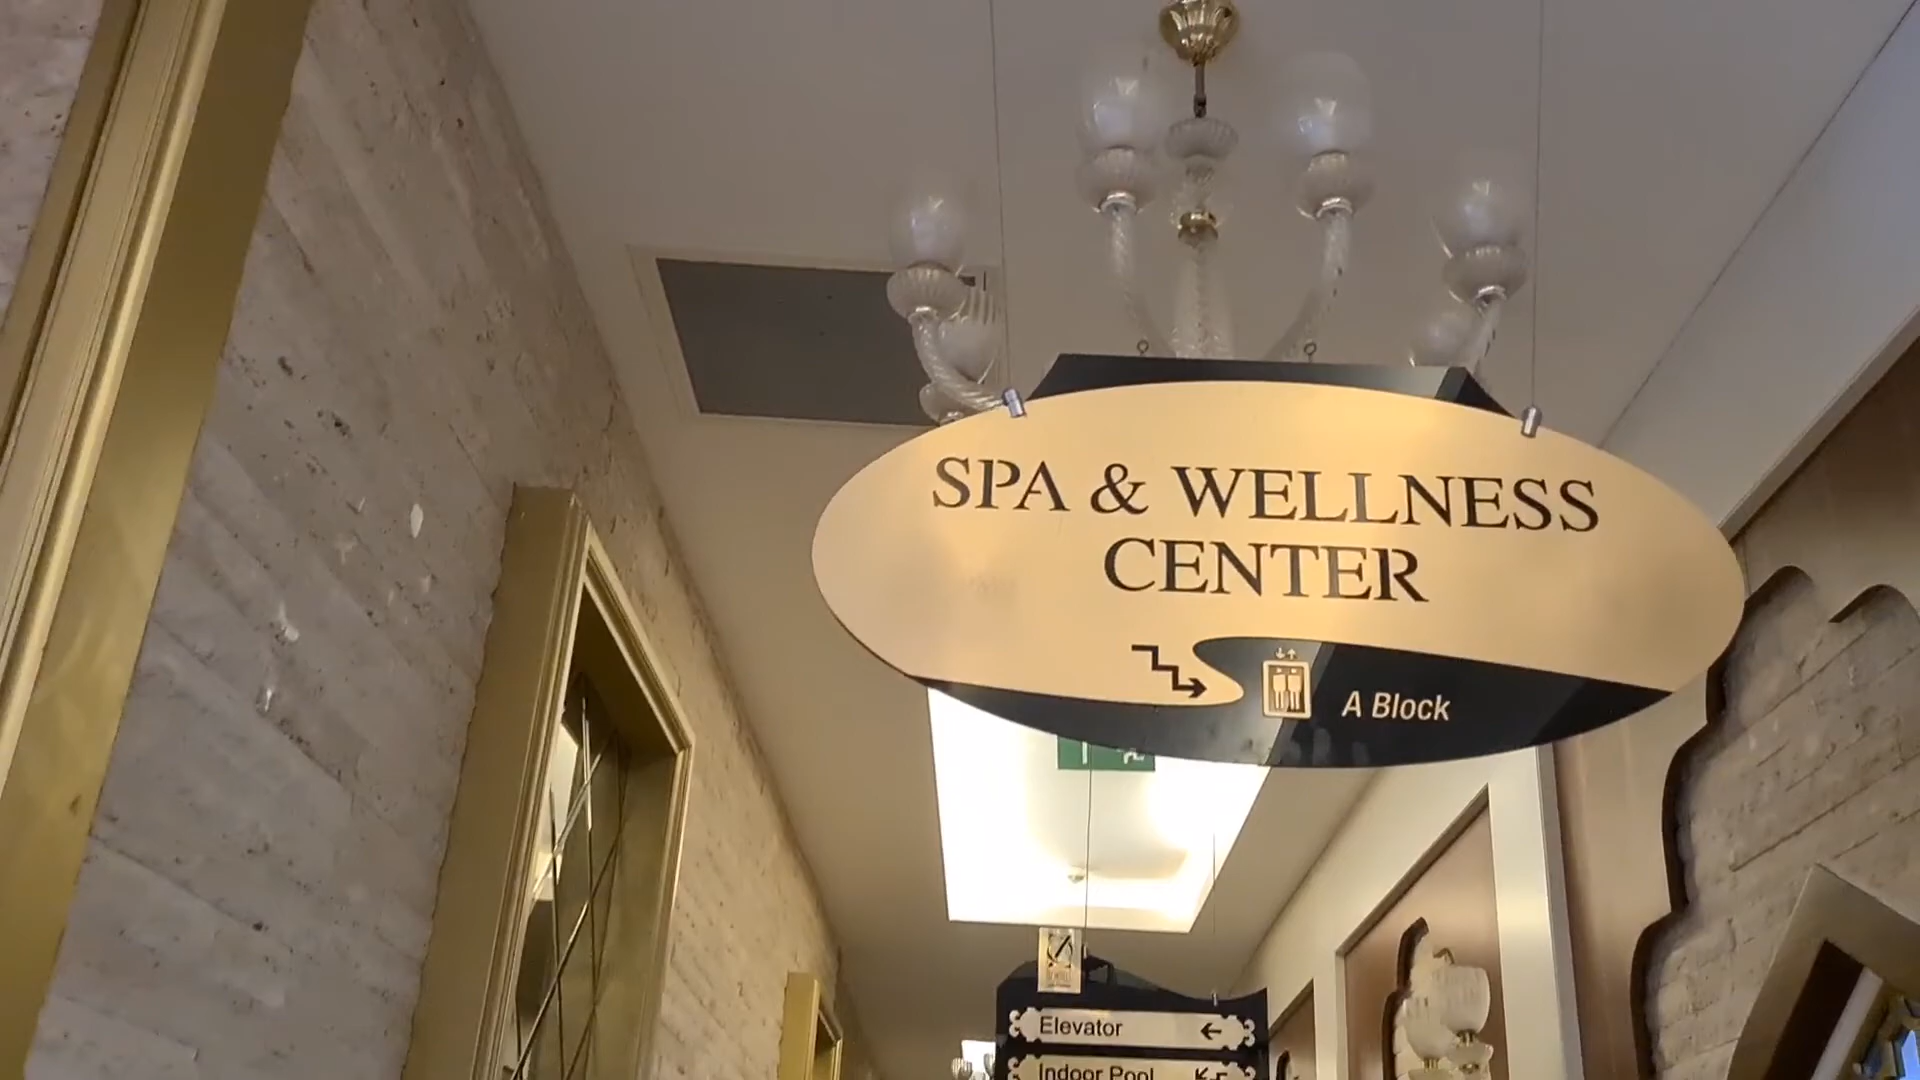 SPA & WELLNESS
CENTER
A Block
Elevator
Indoor Pool